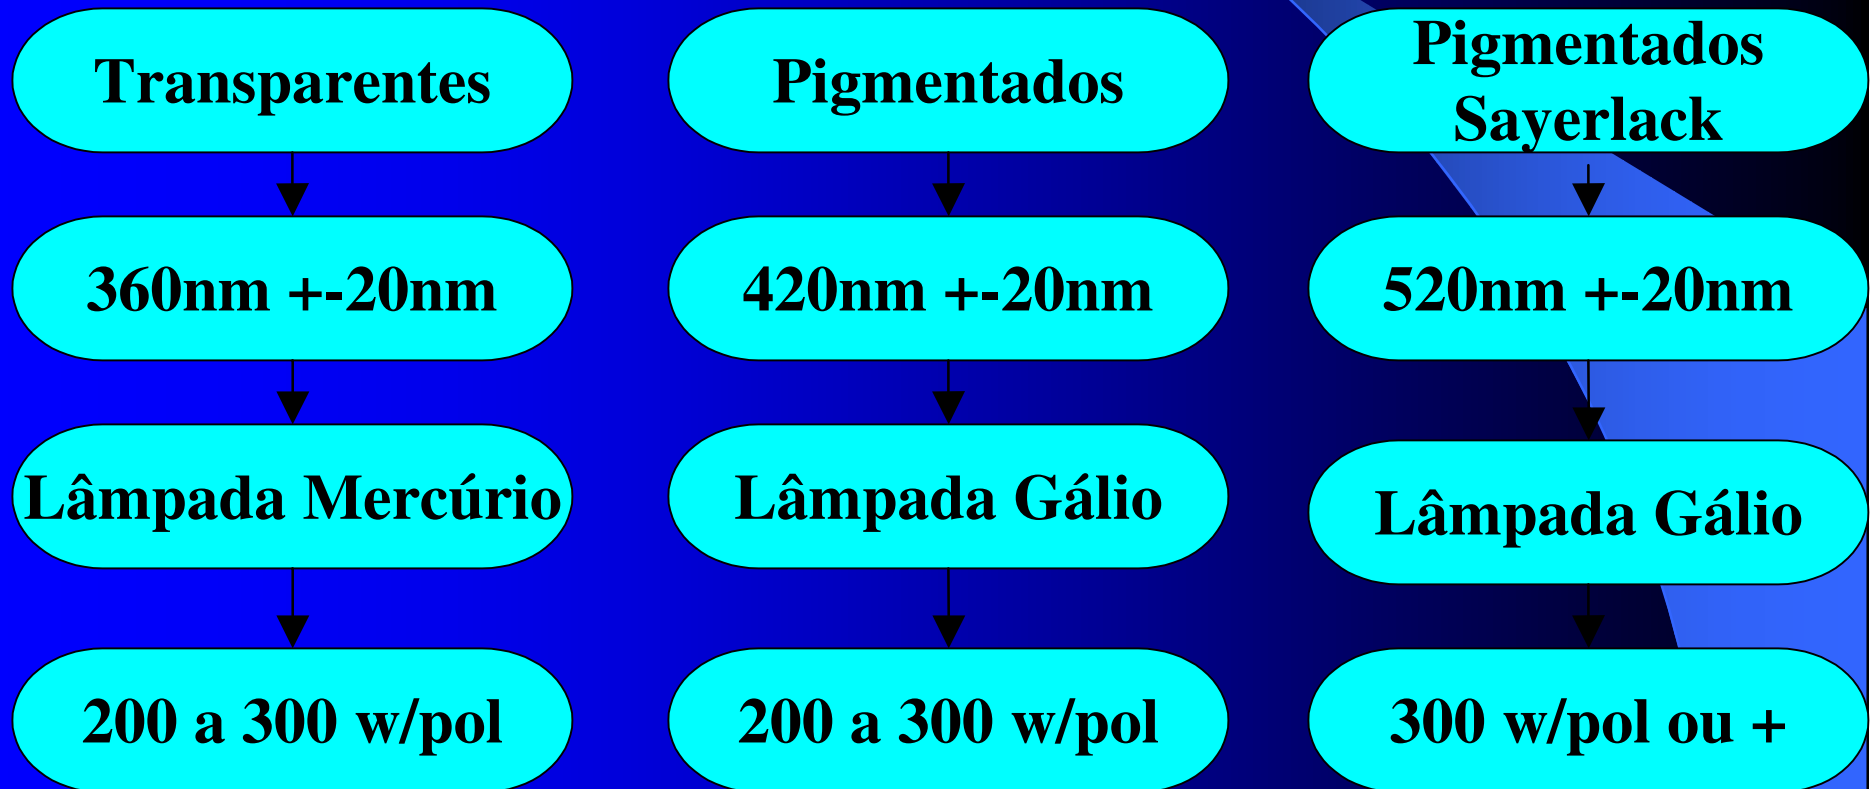 Transparentes
360nm +-20nm
Lâmpada Mercúrio
200 a 300 w/pol
Pigmentados
420nm +-20nm
Lâmpada Gálio
200 a 300 w/pol
Pigmentados
Sayerlack
520nm +-20nm
Lâmpada Gálio
300 w/pol ou +